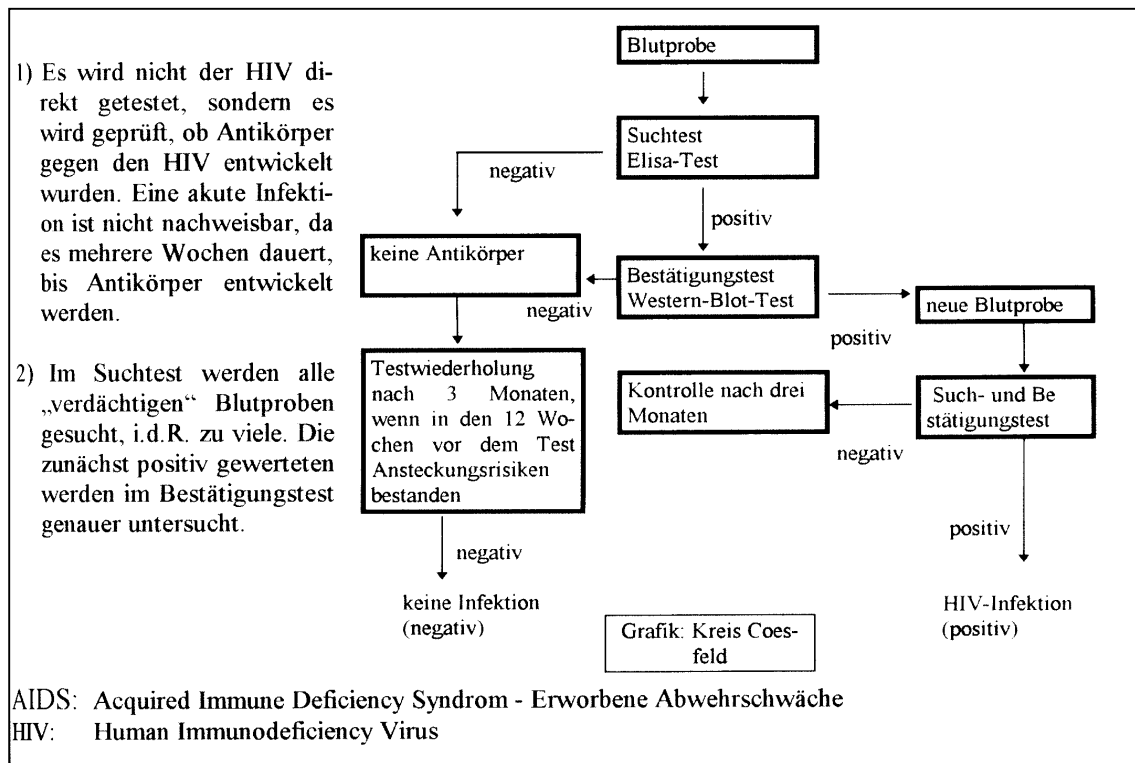 1) Es wird nicht der HIV di-
rekt getestet, sondern es
wird geprüft, ob Antikörper
gegen den HIV entwickelt
wurden. Eine akute Infekti-
on ist nicht nachweisbar, da
es mehrere Wochen dauert,
bis Antikörper entwickelt
werden.
2) Im Suchtest werden alle
„verdächtigen“ Blutproben
gesucht, i.d.R. zu viele. Die
zunächst positiv gewerteten
werden im Bestätigungstest
genauer untersucht.
Blutprobe
Suchtest
Elisa-Test
negativ
positiv
keine Antikörper
Bestätigungstest
Western-Blot-Test
negativ
positiv
neue Blutprobe
Testwiederholung
nach 3 Monaten,
wenn in den 12 Wo-
chen vor dem Test
Ansteckungsrisiken
bestanden
Kontrolle nach drei
Monaten
Such- und Be
stätigungstest
negativ
negativ
positiv
keine Infektion
(negativ)
HIV-Infektion
(positiv)
Grafik: Kreis Coes-
feld
AIDS: Acquired Immune Deficiency Syndrom - Erworbene Abwehrschwäche
HIV: Human Immunodeficiency Virus